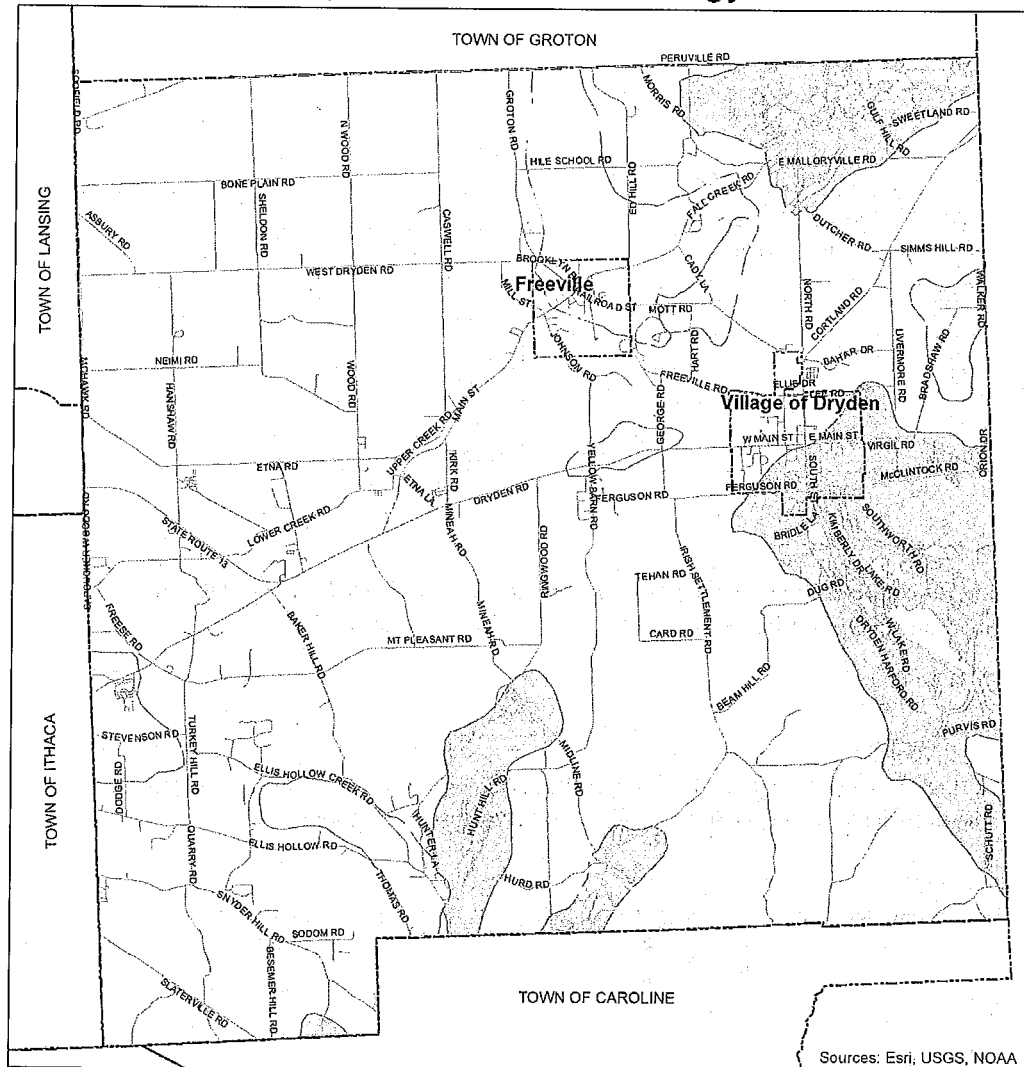 TOWN OF GROTON
PERUVILLE RD
MORRIS RD
GULF HILL RD
SWEETLAND RD
GROTON RD
N WOOD RD
HILE SCHOOL RD
E MALLORYVILLE RD
ED HILL RD
FALL CREEK RD
BONE PLAIN RD
SHELDON RD
CASWELL RD
ASBURY RD
DUTCHER RD
SIMMS HILL RD
TOWN OF LANSING
WEST DRYDEN RD
Freeville
MILL ST
RAILROAD ST
MOTT RD
CADY LA
NORTH RD
CORTLAND RD
WALKER RD
NEIMI RD
HANSHAW RD
WOOD RD
JOHNSON RD
HART RD
BAHAR DR
LIVERMORE RD
BRADSHAW RD
FREEVILLE RD
ELLIS DR
Village of Dryden
MAIN ST
UPPER CREEK RD
GEORGE RD
W MAIN ST
E MAIN ST
VIRGIL RD
ORION DR
ETNA RD
ETNA LA
KIRK RD
YELLOW BARN RD
SOUTH ST
MCCLINTOCK RD
DRYDEN RD
FERGUSON RD
FERGUSON RD
STATE ROUTE 13
LOWER CREEK RD
MINEAH RD
RINGWOOD RD
BRIDLE LA
KIMBERLY DR
LAKE RD
SOUTHWORTH RD
FREESE RD
BAKER HILL RD
MINEAH RD
TEHAN RD
IRISH SETTLEMENT RD
DUG RD
MT PLEASANT RD
CARD RD
W LAKE RD
DRYDEN HARFORD RD
BEAM HILL RD
PURVIS RD
TOWN OF ITHACA
STEVENSON RD
DODGE RD
TURKEY HILL RD
ELLIS HOLLOW CREEK RD
HUNTER LA
HUNT HILL RD
MIDLINE RD
SCHUTT RD
QUARRY RD
ELLIS HOLLOW RD
THOMAS RD
HURD RD
SNYDER HILL RD
SODOM RD
BESEMER HILL RD
SLATERVILLE RD
TOWN OF CAROLINE
Sources: Esri, USGS, NOAA